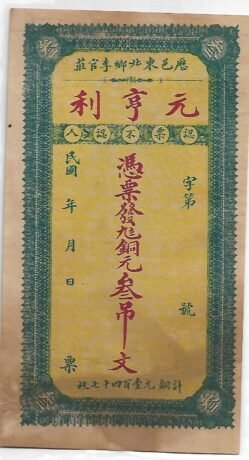 厯邑東北鄉李官莊
元亨利
認票不認人
字第 號
憑票發兌銅元叁吊文
民國 年 月 日 票
計銅元壹百四十七枚